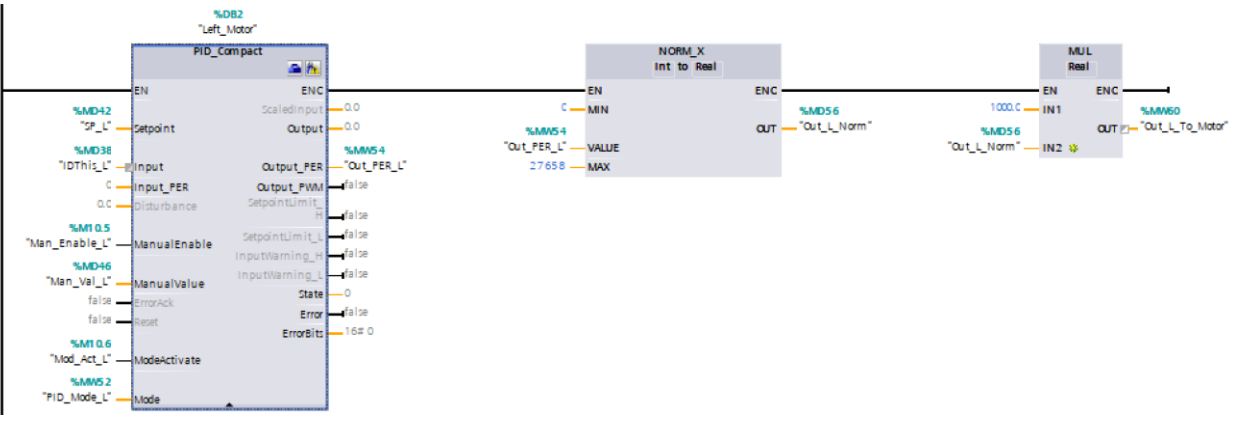 %DB2
"Left_Motor"
PID_Compact
EN ENO
%MD42
"SP_L" Setpoint
%MD38
"IDThis_L" Input
0 Input_PER
0.0 Disturbance
%M10.5
"Man_Enable_L" ManualEnable
%MD46
"Man_Val_L" ManualValue
false ErrorAck
false Reset
%M10.6
"Mod_Act_L" ModeActivate
%MW52
"PID_Mode_L" Mode
ScaledInput 0.0
Output 0.0
%MW54
Output_PER "Out_PER_L"
Output_PWM false
SetpointLimit_
H false
SetpointLimit_L false
InputWarning_H false
InputWarning_L false
State 0
Error false
ErrorBits 16#0
NORM_X
Int to Real
EN ENO
0 MIN
%MW54
"Out_PER_L" VALUE
27658 MAX
%MD56
OUT "Out_L_Norm"
MUL
Real
EN ENO
1000.0 IN1
%MD56
"Out_L_Norm" IN2
%MW60
OUT "Out_L_To_Motor"